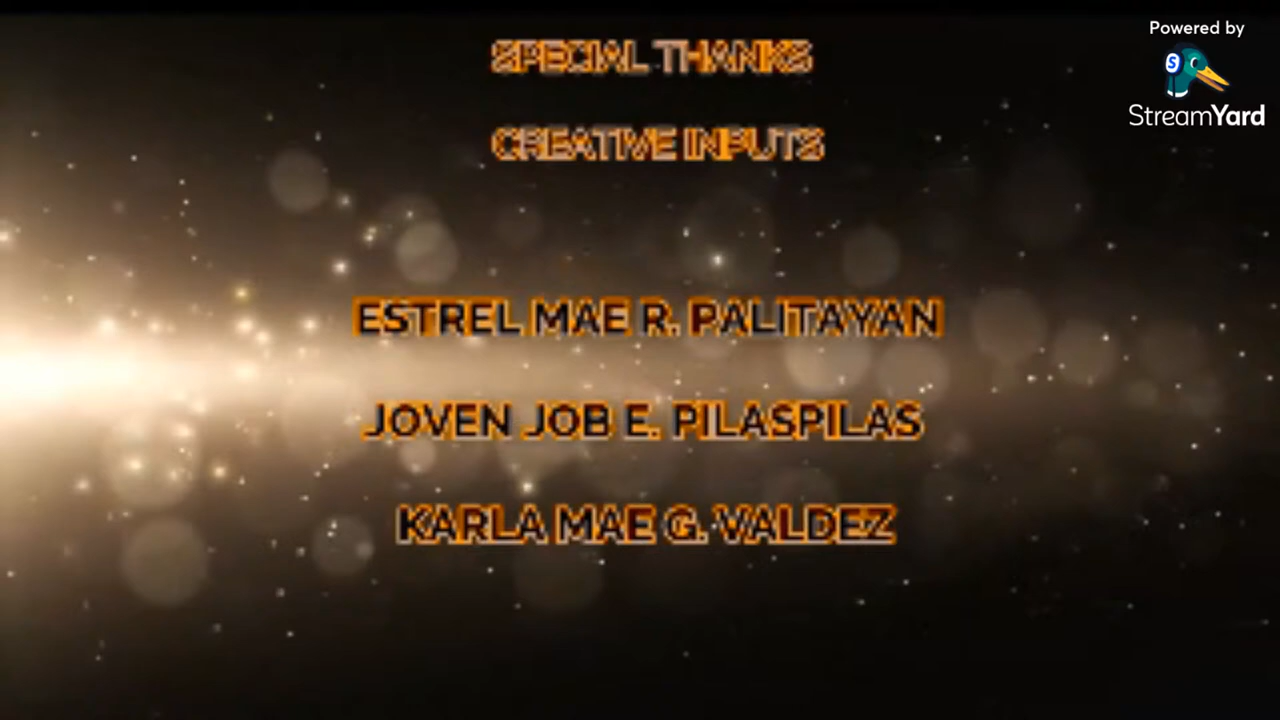 SPECIAL THANKS
CREATIVE INPUTS
ESTREL MAE R. PALITAYAN
JOVEN JOB E. PILASPILAS
KARLA MAE G. VALDEZ
Powered by
S
StreamYard